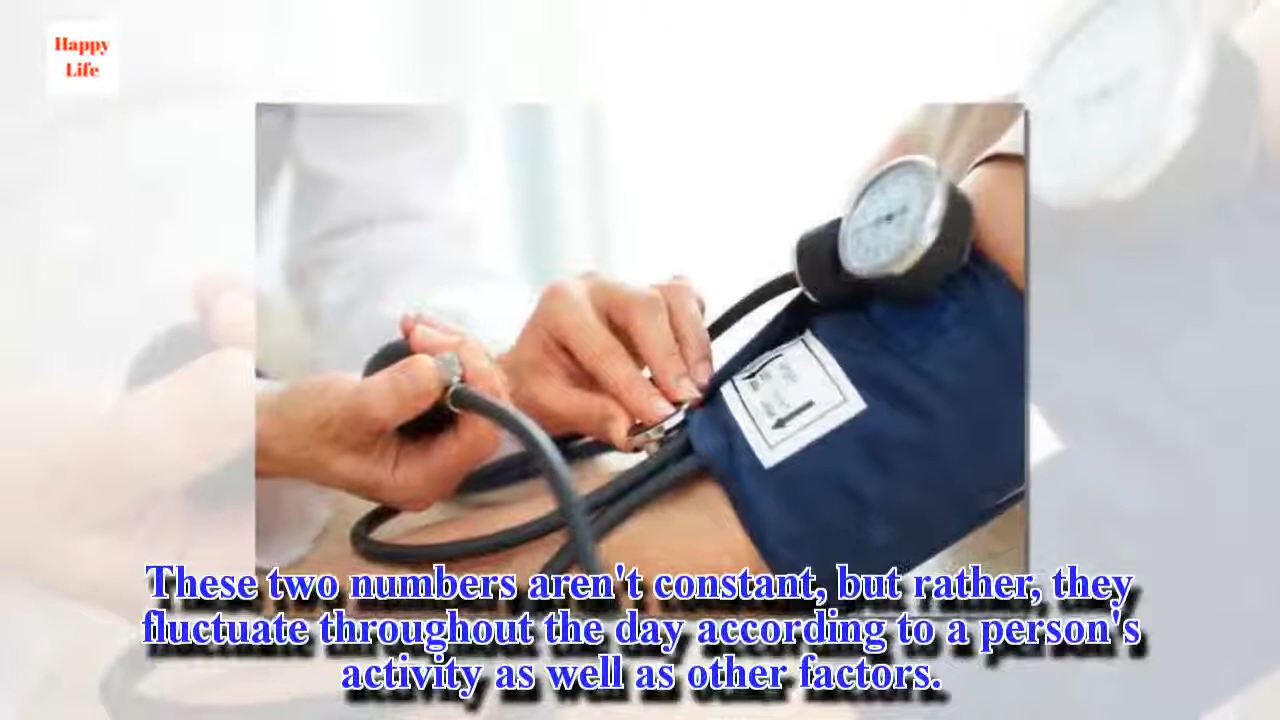 Happy
Life
These two numbers aren't constant, but rather, they
fluctuate throughout the day according to a person's
activity as well as other factors.